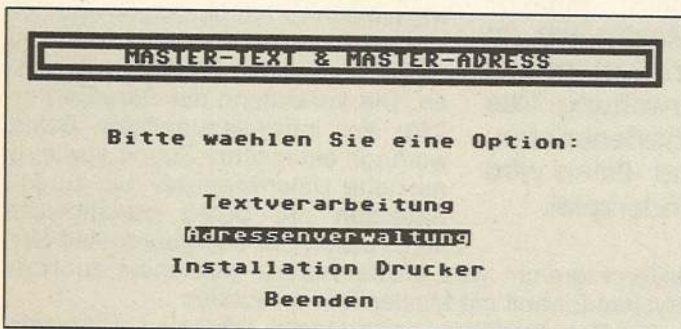 MASTER-TEXT & MASTER-ADRESS
Bitte waehlen Sie eine Option:
Textverarbeitung
Adressenverwaltung
Installation Drucker
Beenden